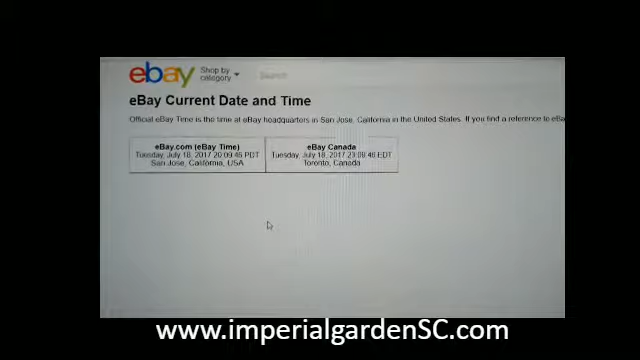 ebay
Shop by
category
Search
eBay Current Date and Time
Official eBay Time is the time at eBay headquarters in San Jose, California in the United States. If you find a reference to eBa
eBay.com (eBay Time)
Tuesday, July 18, 2017 20:09:46 PDT
San Jose, California, USA
eBay Canada
Tuesday, July 18, 2017 23:09:46 EDT
Toronto, Canada
www.imperialgardenSC.com